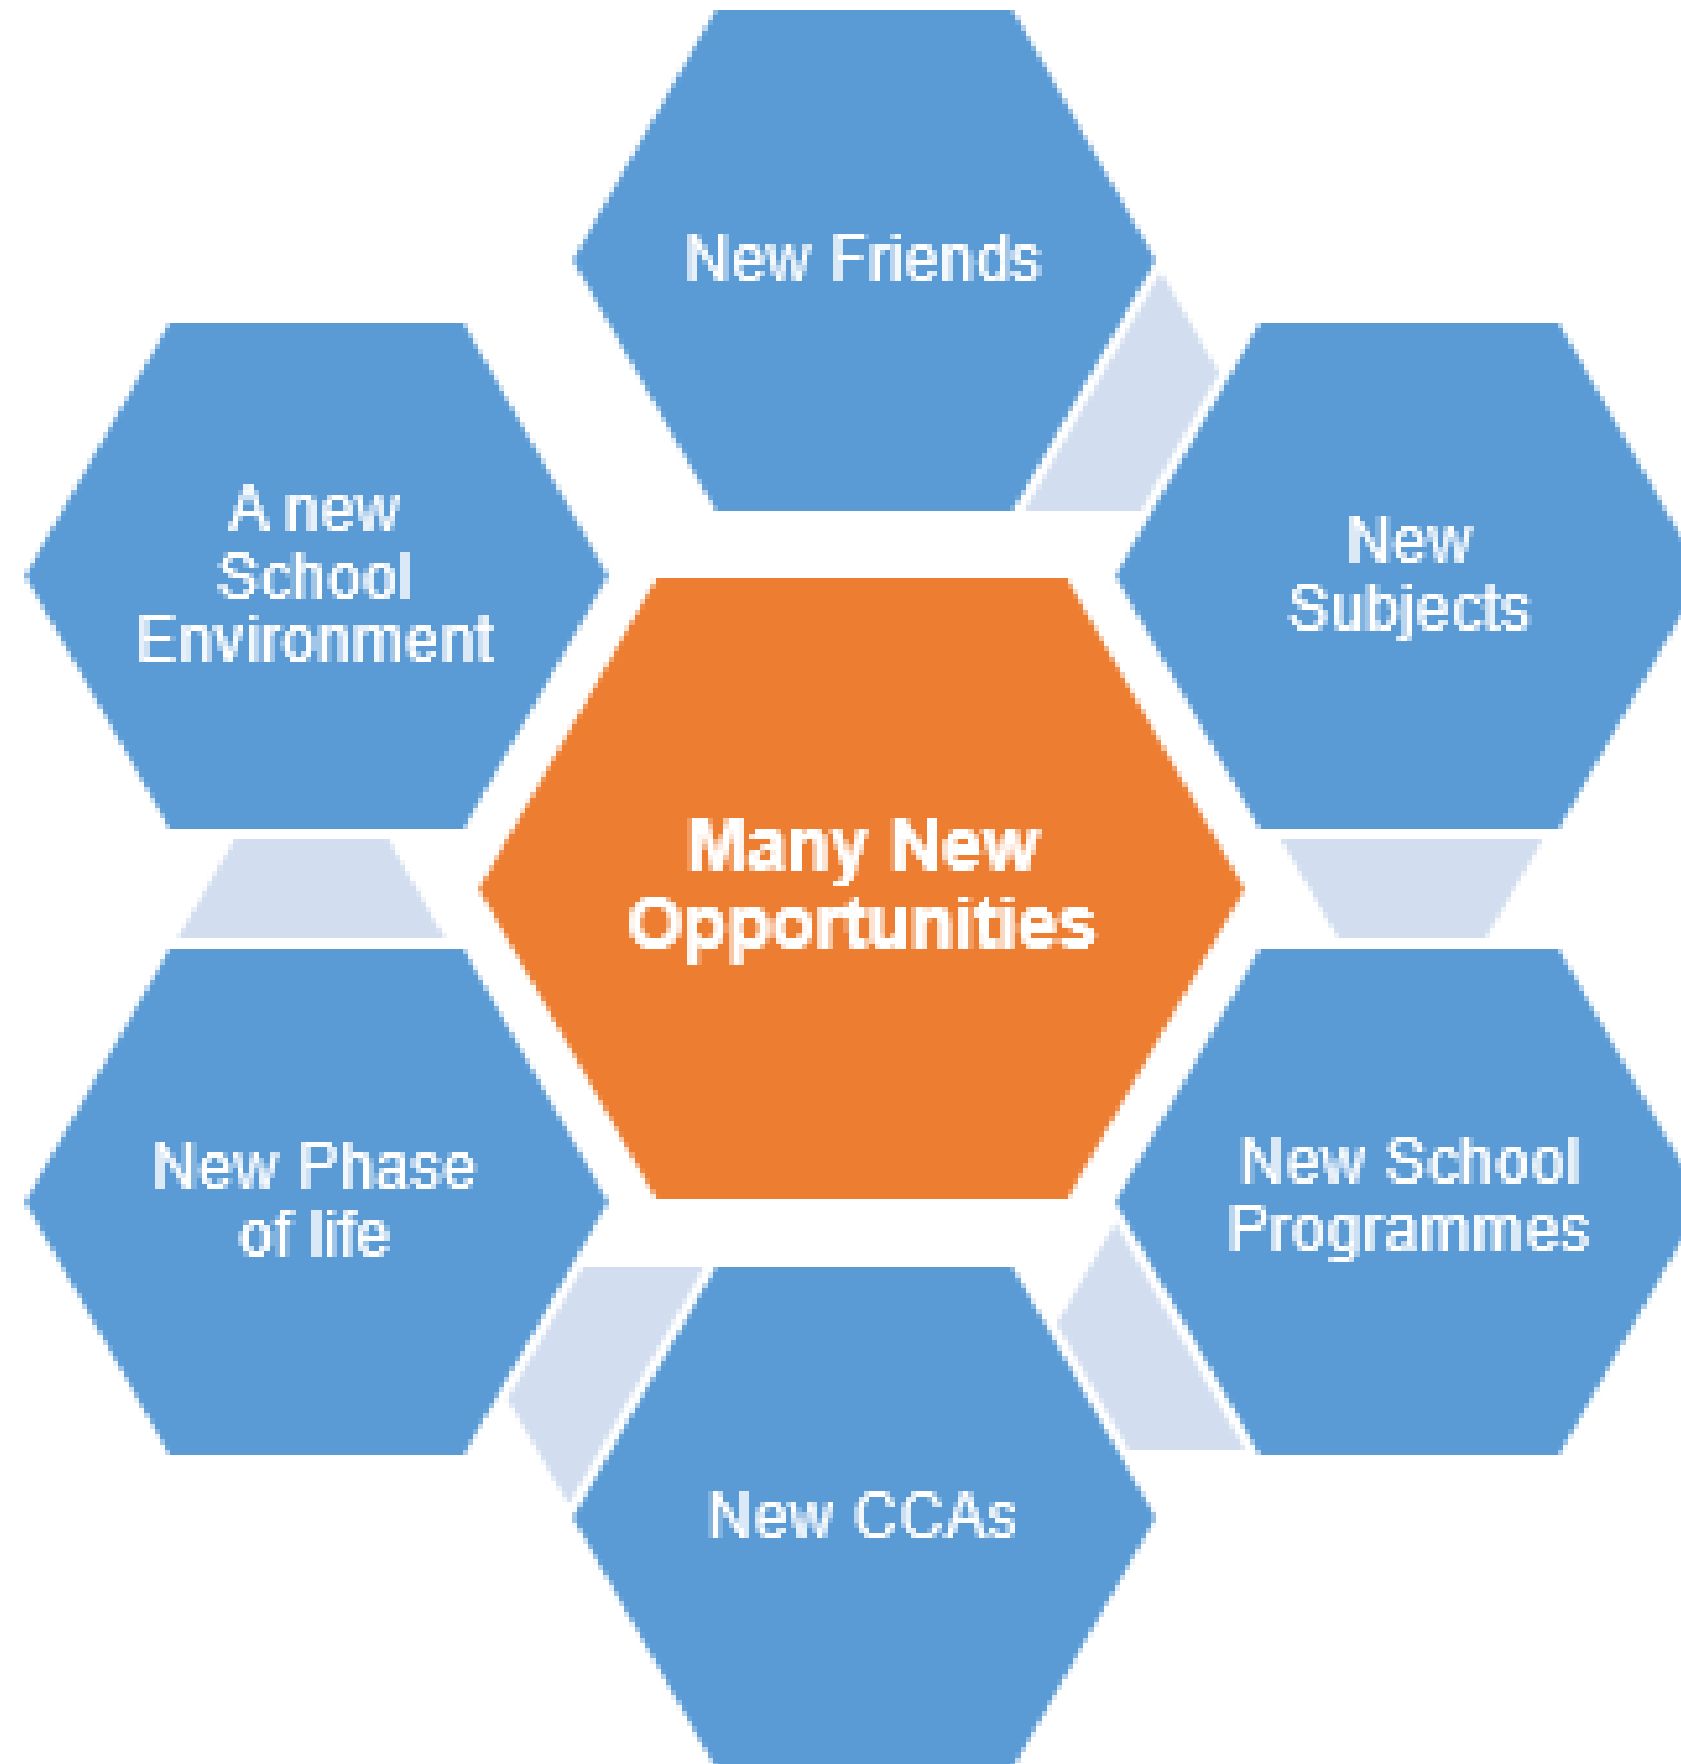 New Friends
A new
School
Environment
New
Subjects
Many New
Opportunities
New Phase
of life
New School
Programmes
New CCAs